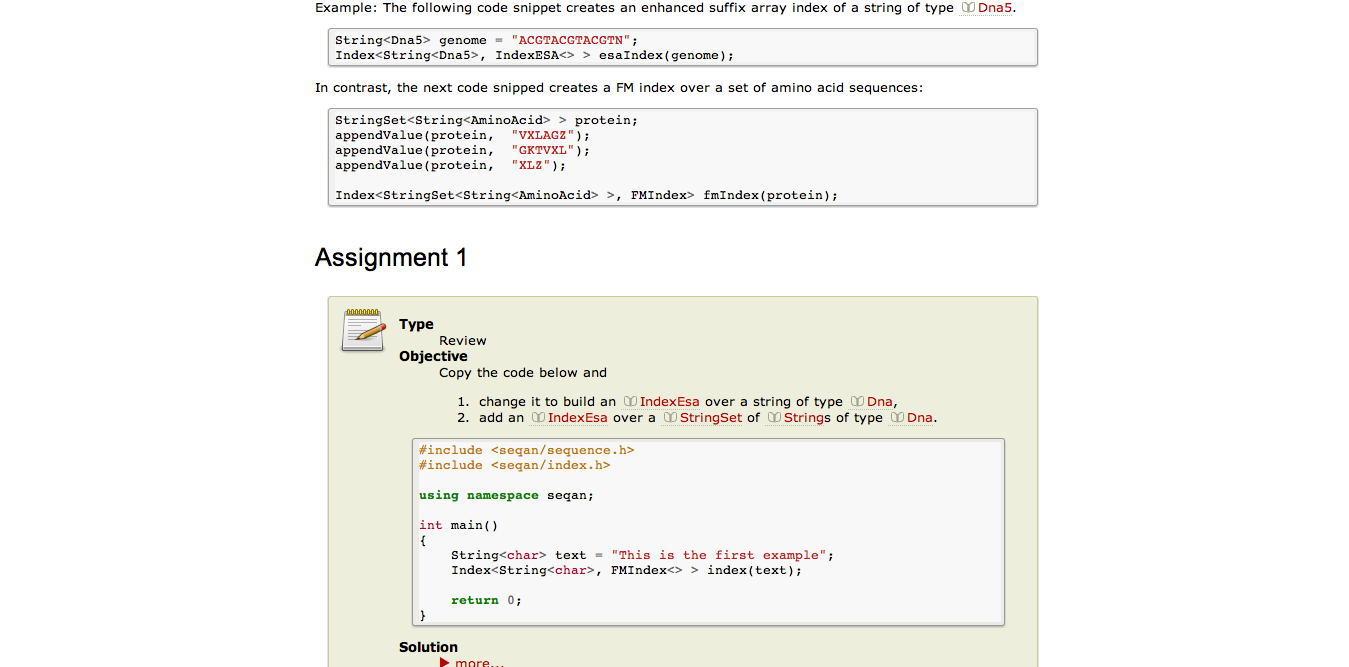 Example: The following code snippet creates an enhanced suffix array index of a string of type Dna5.
String<Dna5> genome = "ACGTACGTACGTN";
Index<String<Dna5>, IndexESA<> > esaIndex(genome);
In contrast, the next code snipped creates a FM index over a set of amino acid sequences:
StringSet<String<AminoAcid> > protein;
appendValue(protein,  "VXLAGZ");
appendValue(protein,  "GKTVXL");
appendValue(protein,  "XLZ");
Index<StringSet<String<AminoAcid> >, FMIndex> fmIndex(protein);
Assignment 1
Type
Review
Objective
Copy the code below and
1. change it to build an IndexEsa over a string of type Dna,
2. add an IndexEsa over a StringSet of Strings of type Dna.
#include <seqan/sequence.h>
#include <seqan/index.h>
using namespace seqan;
int main()
{
    String<char> text = "This is the first example";
    Index<String<char>, FMIndex<> > index(text);
    return 0;
}
Solution
more...